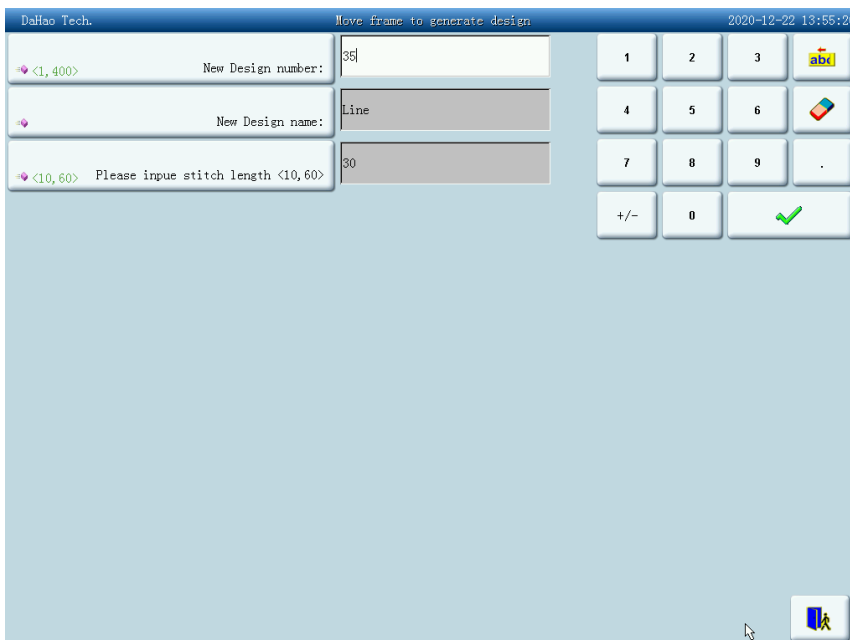 DaHao Tech. Move frame to generate design 2020-12-22 13:55:2
<1,400> New Design number: 35 1 2 3 abc
New Design name: Line 4 5 6
<10,60> Please inpue stitch length <10,60> 30 7 8 9 .
+/- 0